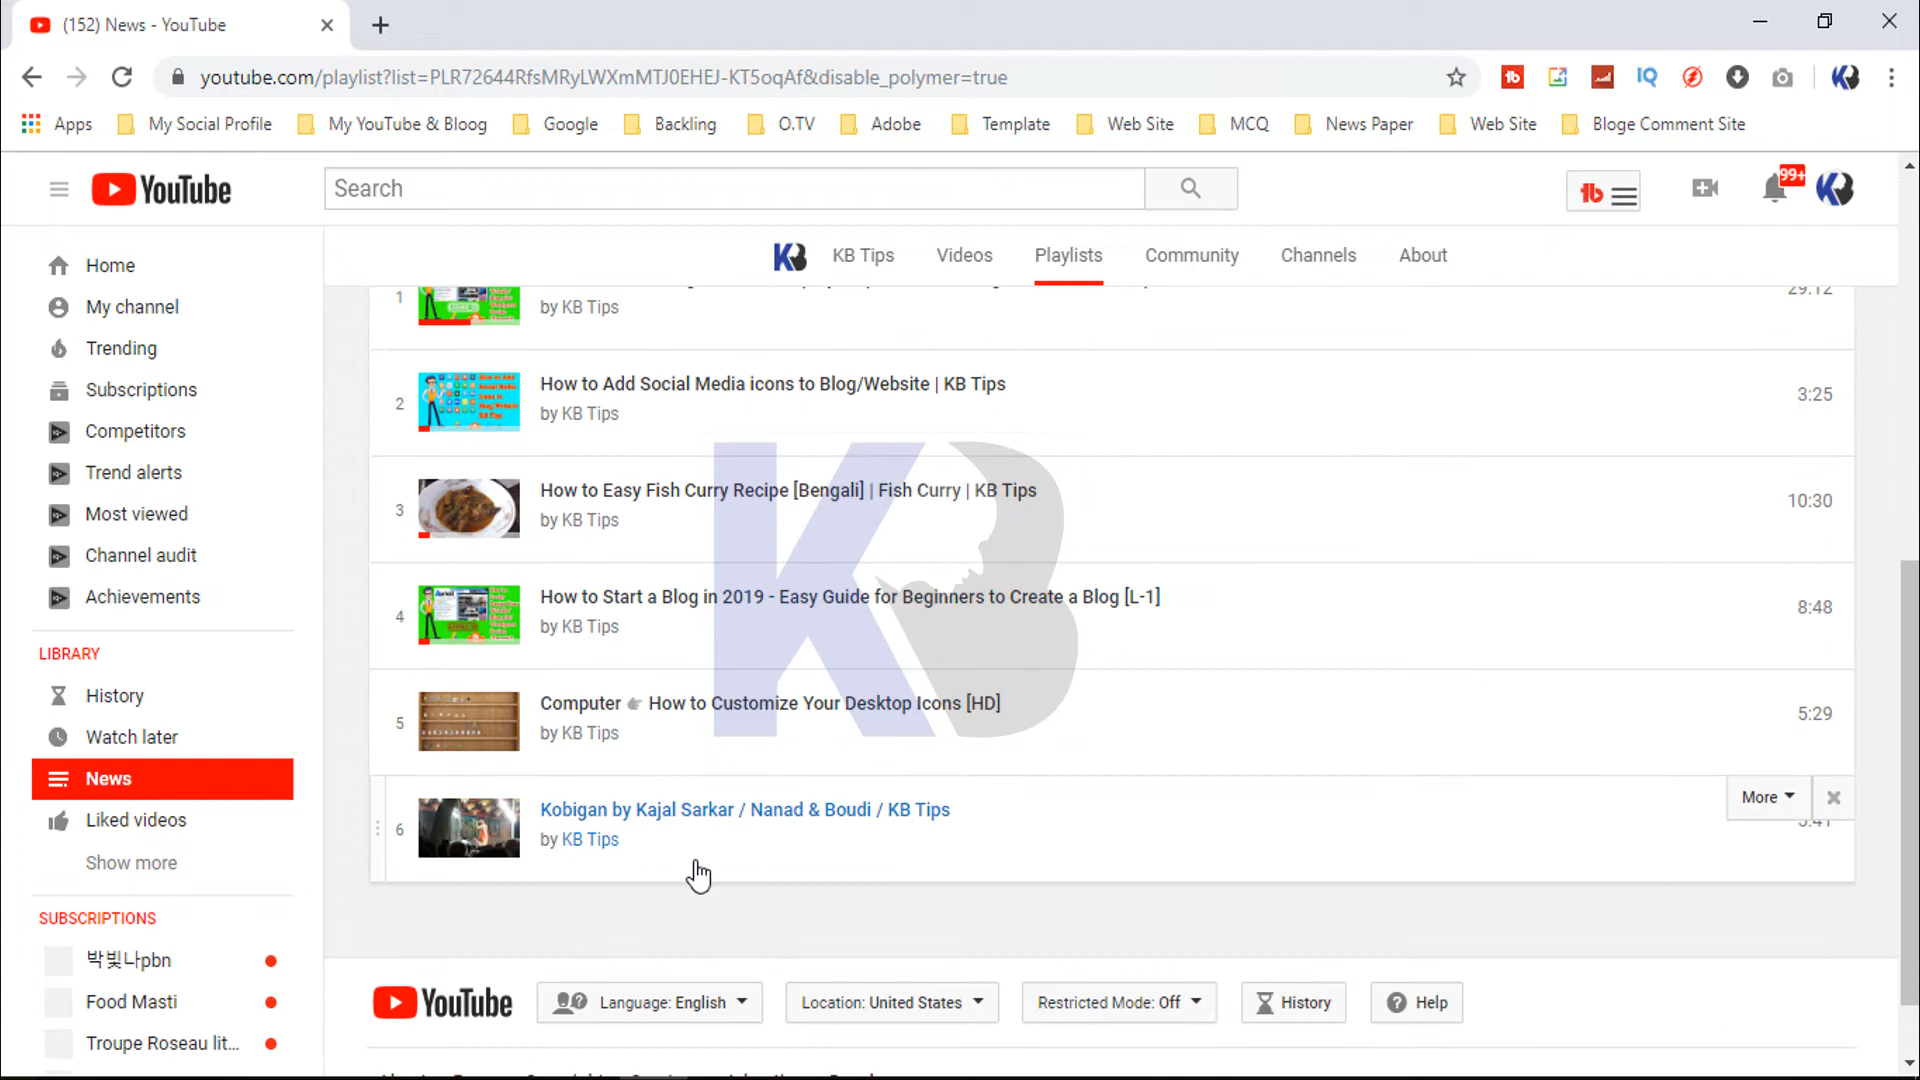 (152) News - YouTube
youtube.com/playlist?list=PLR72644RfsMRyLWXmMTJ0EHEJ-KT5oqAf&disable_polymer=true
Apps My Social Profile My YouTube & Bloog Google Backling O.TV Adobe Template Web Site MCQ News Paper Web Site Bloge Comment Site
YouTube Search 99+
KB Tips Videos Playlists Community Channels About
Home
My channel
Trending
Subscriptions
Competitors
Trend alerts
Most viewed
Channel audit
Achievements
LIBRARY
History
Watch later
News
Liked videos
Show more
SUBSCRIPTIONS
박빛나pbn
Food Masti
Troupe Roseau lit...
1 29:12
by KB Tips
2 How to Add Social Media icons to Blog/Website | KB Tips 3:25
by KB Tips
3 How to Easy Fish Curry Recipe [Bengali] | Fish Curry | KB Tips 10:30
by KB Tips
4 How to Start a Blog in 2019 - Easy Guide for Beginners to Create a Blog [L-1] 8:48
by KB Tips
5 Computer How to Customize Your Desktop Icons [HD] 5:29
by KB Tips
6 Kobigan by Kajal Sarkar / Nanad & Boudi / KB Tips More
by KB Tips
YouTube Language: English Location: United States Restricted Mode: Off History Help